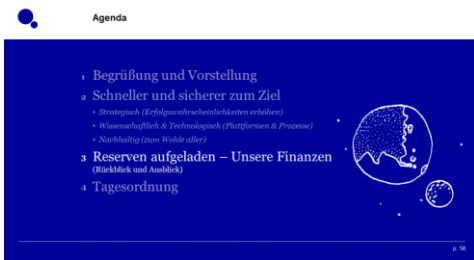 Agenda
1 Begrüßung und Vorstellung
2 Schneller und sicherer zum Ziel
• Strategisch (Erfolgswahrscheinlichkeiten erhöhen)
• Wissenschaftlich & Technologisch (Plattformen & Prozesse)
• Nachhaltig (zum Wohle aller)
3 Reserven aufgeladen – Unsere Finanzen
(Rückblick und Ausblick)
4 Tagesordnung
p. 58